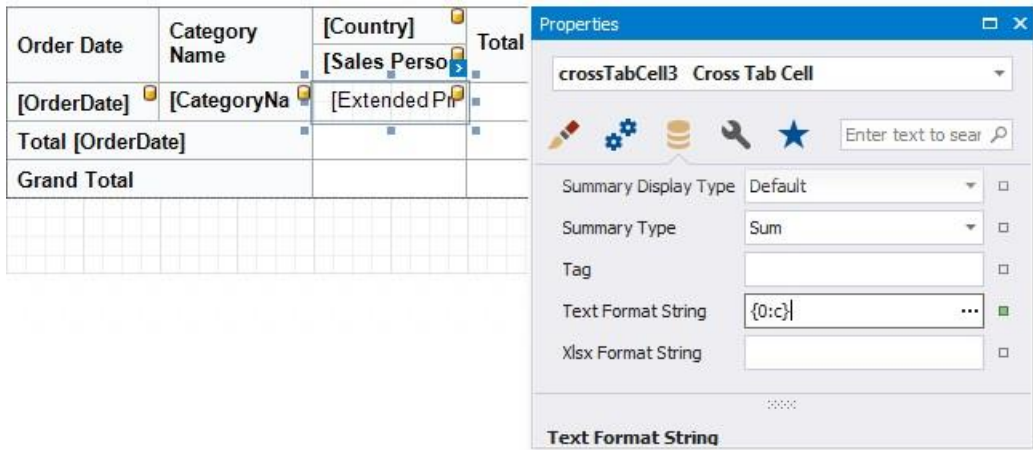 Order Date
Category
Name
[Country]
[Sales Perso
Total
[OrderDate]
[CategoryNa
[Extended Pri
Total [OrderDate]
Grand Total
Properties
crossTabCell3 Cross Tab Cell
Enter text to sear
Summary Display Type Default
Summary Type Sum
Tag
Text Format String {0:c}
Xlsx Format String
Text Format String